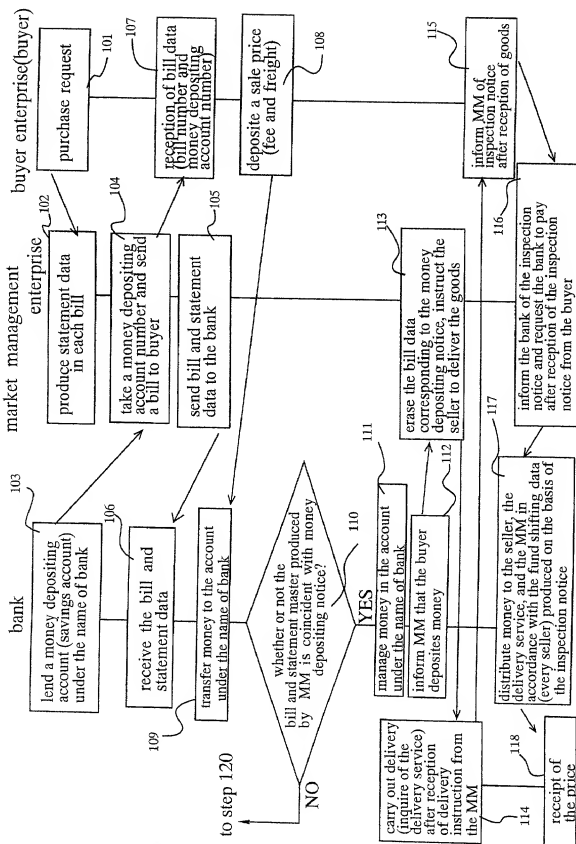 buyer enterprise(buyer)
101
purchase request
107
reception of bill data
(bill number and
money depositing
account number)
108
deposite a sale price
(fee and freight)
115
inform MM of
inspection notice
after reception of goods
market management
enterprise
102
produce statement data
in each bill
104
take a money depositing
account number and send
a bill to buyer
105
send bill and statement
data to the bank
113
erase the bill data
corresponding to the money
depositing notice, instruct the
seller to deliver the goods
116
inform the bank of the inspection
notice and request the bank to pay
after reception of the inspection
notice from the buyer
bank
103
lend a money depositing
account (savings account)
under the name of bank
106
receive the bill and
statement data
109
transfer money to the account
under the name of bank
110
Whether or not the
bill and statement master produced
by MM is coincident with money
depositing notice?
YES
NO
to step 120
111
manage money in the account
under the name of bank
112
inform MM that the buyer
deposites money
117
distribute money to the seller, the
delivery service, and the MM in
accordance with the fund shifting data
(every seller) produced on the basis of
the inspection notice
carry out delivery
(inquire of the
delivery service)
after reception
of delivery
instruction from
the MM
114
118
receipt of
the price